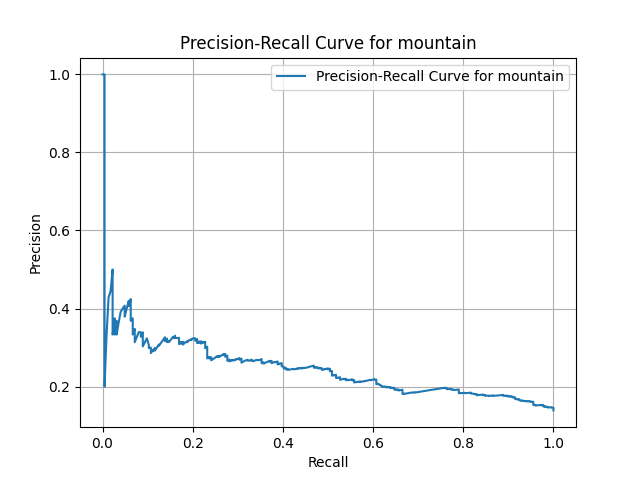 Precision-Recall Curve for mountain
Precision-Recall Curve for mountain
1.0
0.8
0.6
0.4
0.2
Precision
0.0 0.2 0.4 0.6 0.8 1.0
Recall